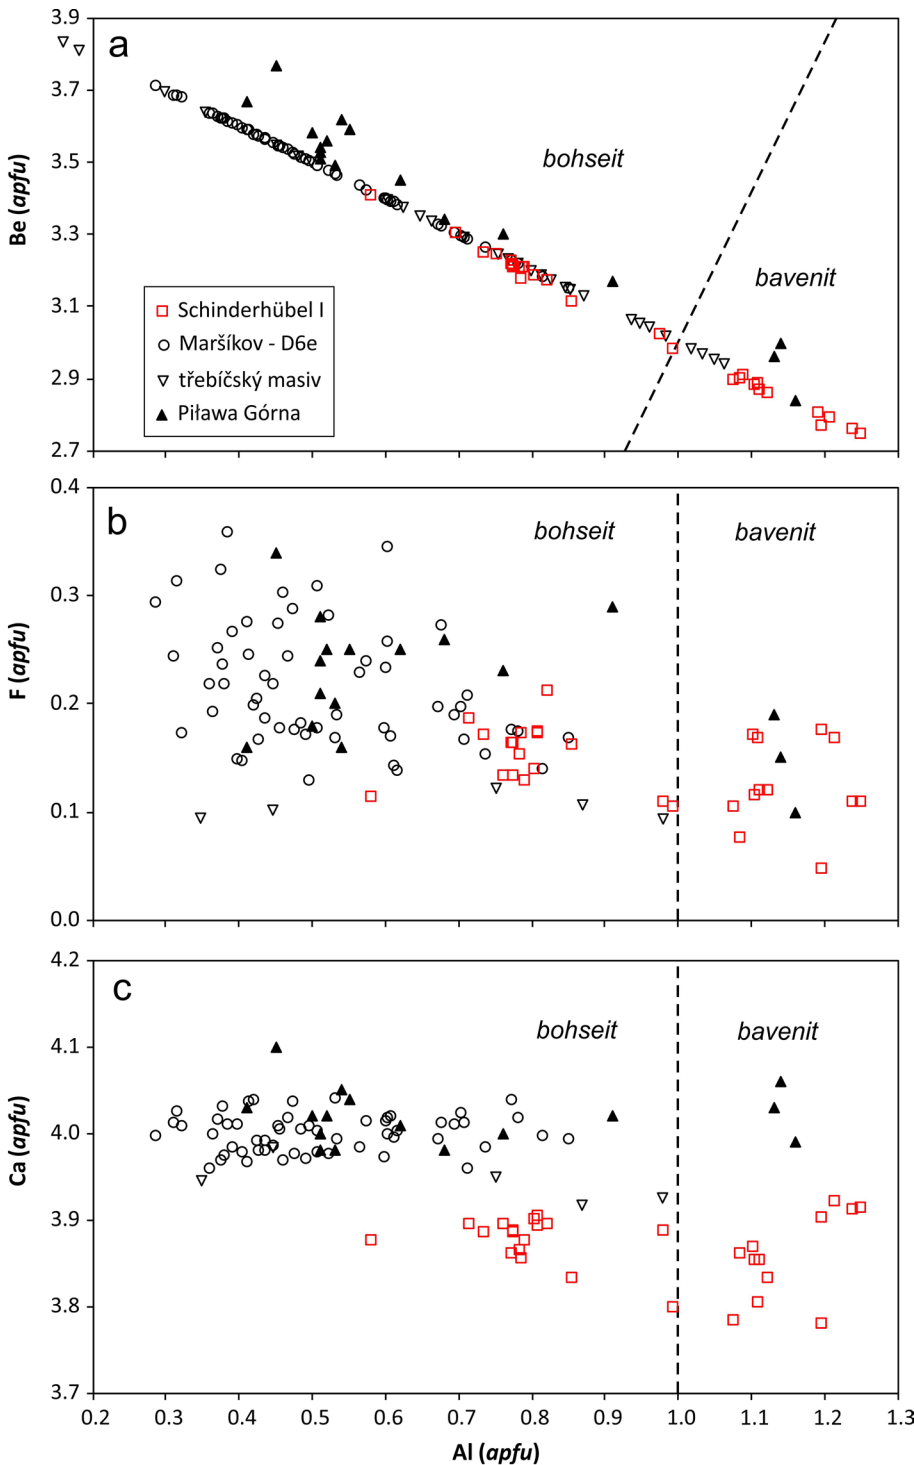 3.9
3.7
3.5
3.3
3.1
2.9
2.7
Be (apfu)
a
bohseit
bavenit
Schinderhübel I
Maršíkov - D6e
třebíčský masiv
Piława Górna
0.4
0.3
0.2
0.1
0.0
F (apfu)
b
bohseit
bavenit
4.2
4.1
4.0
3.9
3.8
3.7
Ca (apfu)
c
bohseit
bavenit
0.2 0.3 0.4 0.5 0.6 0.7 0.8 0.9 1.0 1.1 1.2 1.3
Al (apfu)